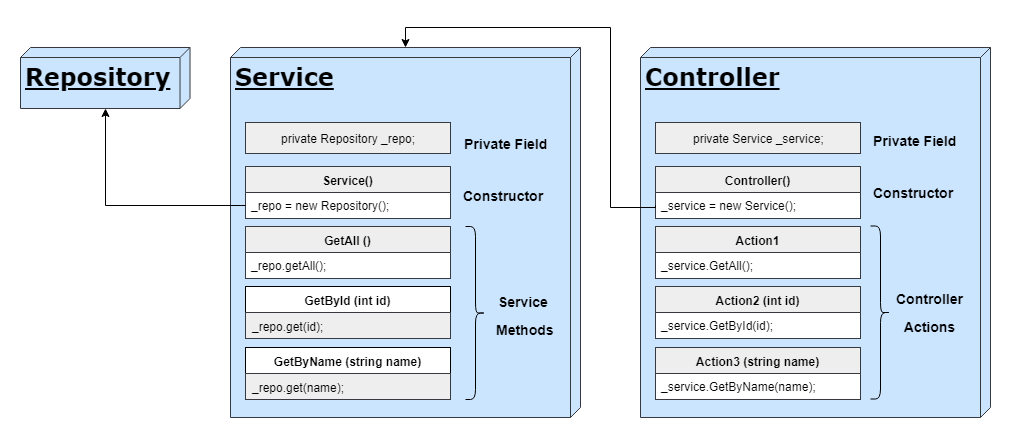 Repository
Service
private Repository _repo;
Private Field
Service()
_repo = new Repository();
Constructor
GetAll ()
_repo.getAll();
GetById (int id)
_repo.get(id);
GetByName (string name)
_repo.get(name);
Service
Methods
Controller
private Service _service;
Private Field
Controller()
_service = new Service();
Constructor
Action1
_service.GetAll();
Action2 (int id)
_service.GetById(id);
Action3 (string name)
_service.GetByName(name);
Controller
Actions